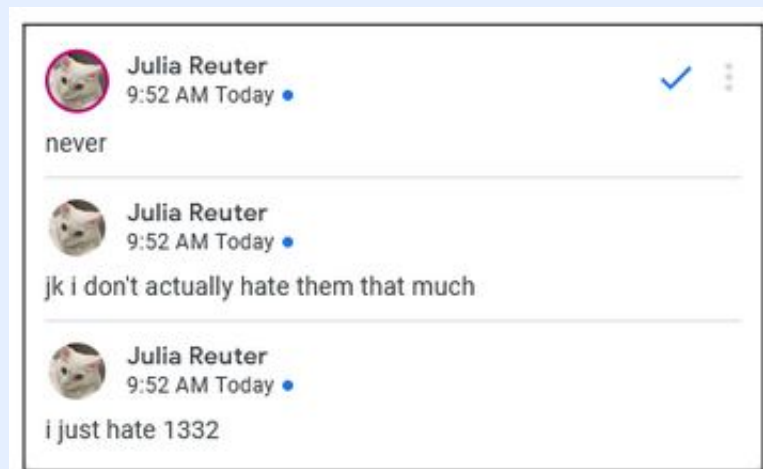 Julia Reuter
9:52 AM Today
never
Julia Reuter
9:52 AM Today
jk i don't actually hate them that much
Julia Reuter
9:52 AM Today
i just hate 1332